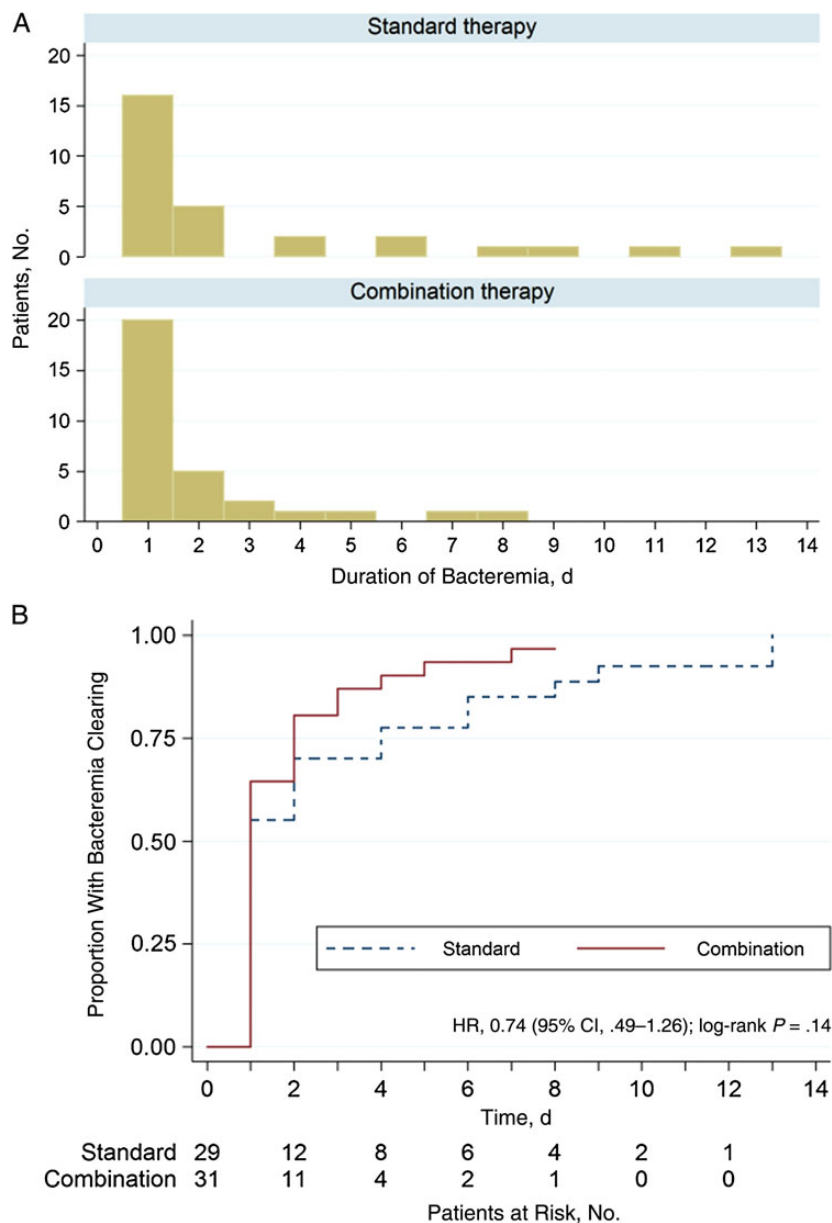 A
Standard therapy
20
15
10
5
0
Combination therapy
20
15
10
5
0
Patients, No.
0 1 2 3 4 5 6 7 8 9 10 11 12 13 14
Duration of Bacteremia, d
B
1.00
0.75
0.50
0.25
0.00
Proportion With Bacteremia Clearing
Standard Combination
HR, 0.74 (95% CI, .49–1.26); log-rank P = .14
0 2 4 6 8 10 12 14
Time, d
Standard 29 12 8 6 4 2 1
Combination 31 11 4 2 1 0 0
Patients at Risk, No.